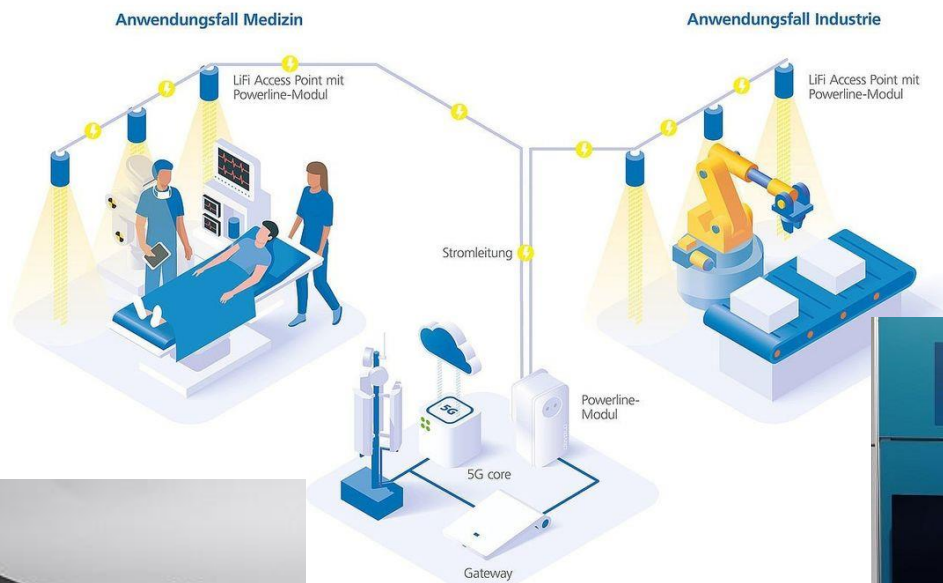 Anwendungsfall Medizin
Anwendungsfall Industrie
LiFi Access Point mit
Powerline-Modul
LiFi Access Point mit
Powerline-Modul
Stromleitung
Powerline-
Modul
5G
5G core
Gateway